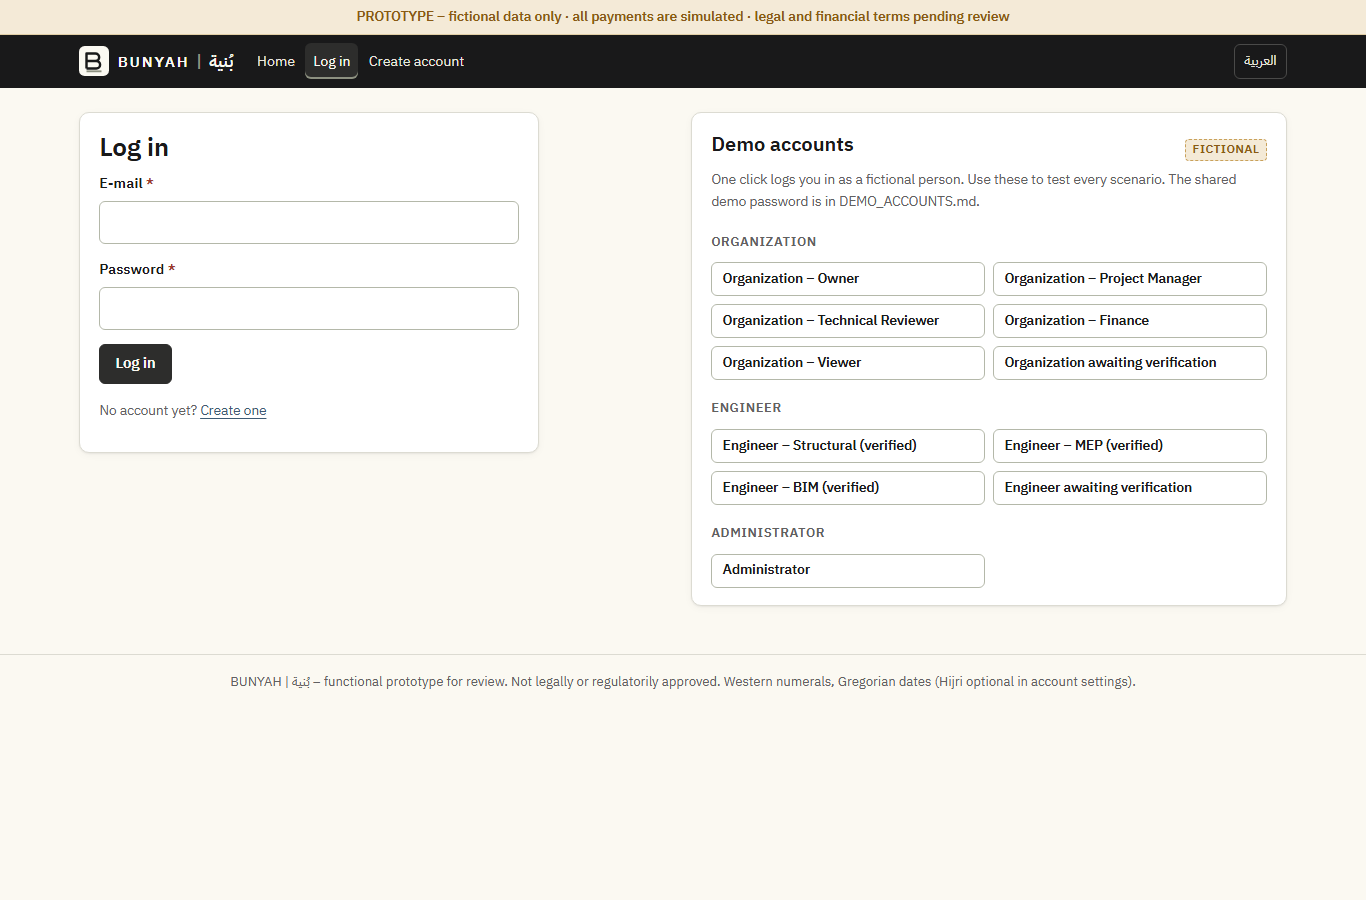 PROTOTYPE – fictional data only · all payments are simulated · legal and financial terms pending review
B BUNYAH | بُنية Home Log in Create account العربية
Log in
E-mail *
Password *
Log in
No account yet? Create one
Demo accounts
FICTIONAL
One click logs you in as a fictional person. Use these to test every scenario. The shared
demo password is in DEMO_ACCOUNTS.md.
ORGANIZATION
Organization – Owner
Organization – Project Manager
Organization – Technical Reviewer
Organization – Finance
Organization – Viewer
Organization awaiting verification
ENGINEER
Engineer – Structural (verified)
Engineer – MEP (verified)
Engineer – BIM (verified)
Engineer awaiting verification
ADMINISTRATOR
Administrator
BUNYAH | بُنية – functional prototype for review. Not legally or regulatorily approved. Western numerals, Gregorian dates (Hijri optional in account settings).